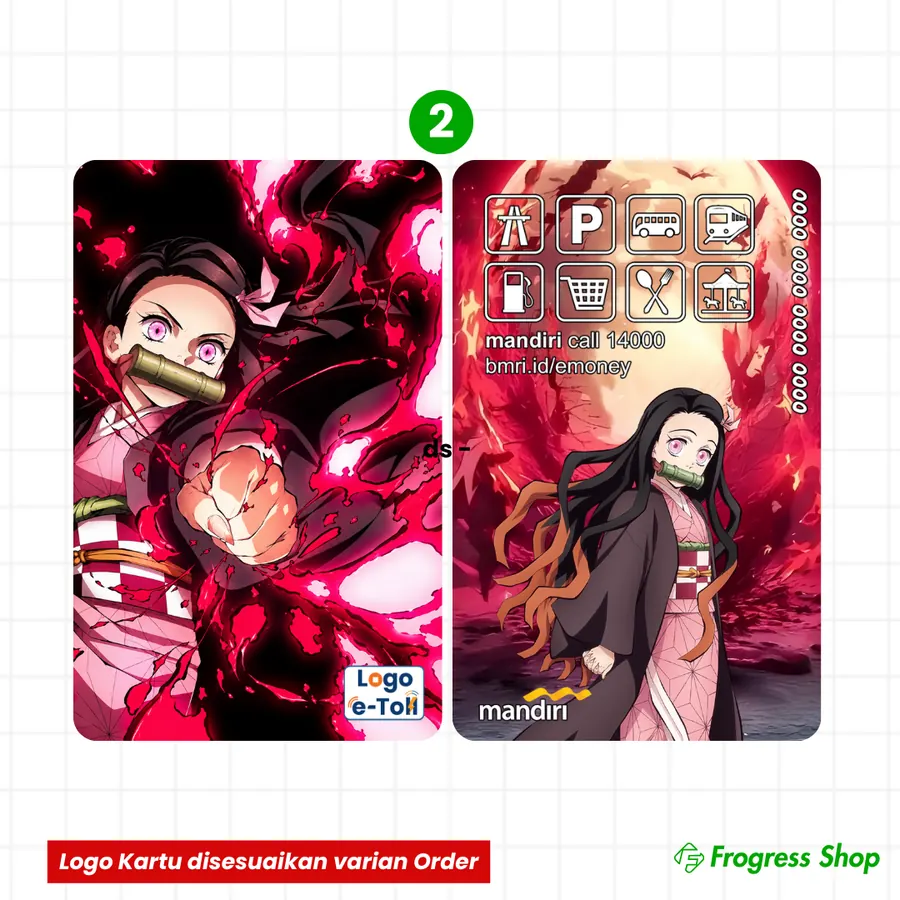 2
P
0000 0000 0000 0000
mandiri call 14000
bmri.id/emoney
ds -
Logo
e-Toll
mandırı
Logo Kartu disesuaikan varian Order
Frogress Shop